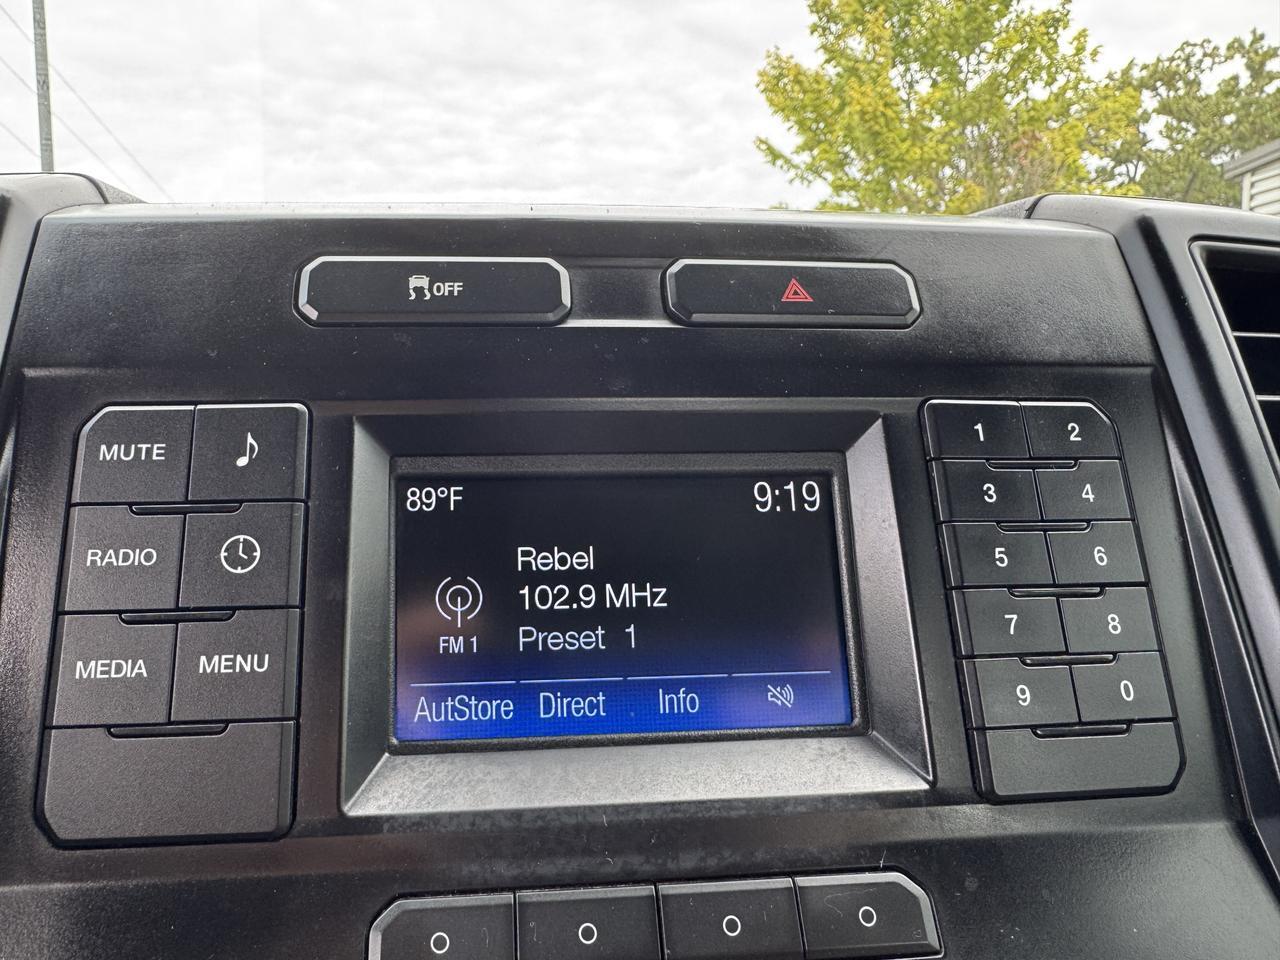 OFF
MUTE
RADIO
MEDIA
MENU
89°F
9:19
Rebel
102.9 MHz
FM 1
Preset 1
AutStore
Direct
Info
1
2
3
4
5
6
7
8
9
0